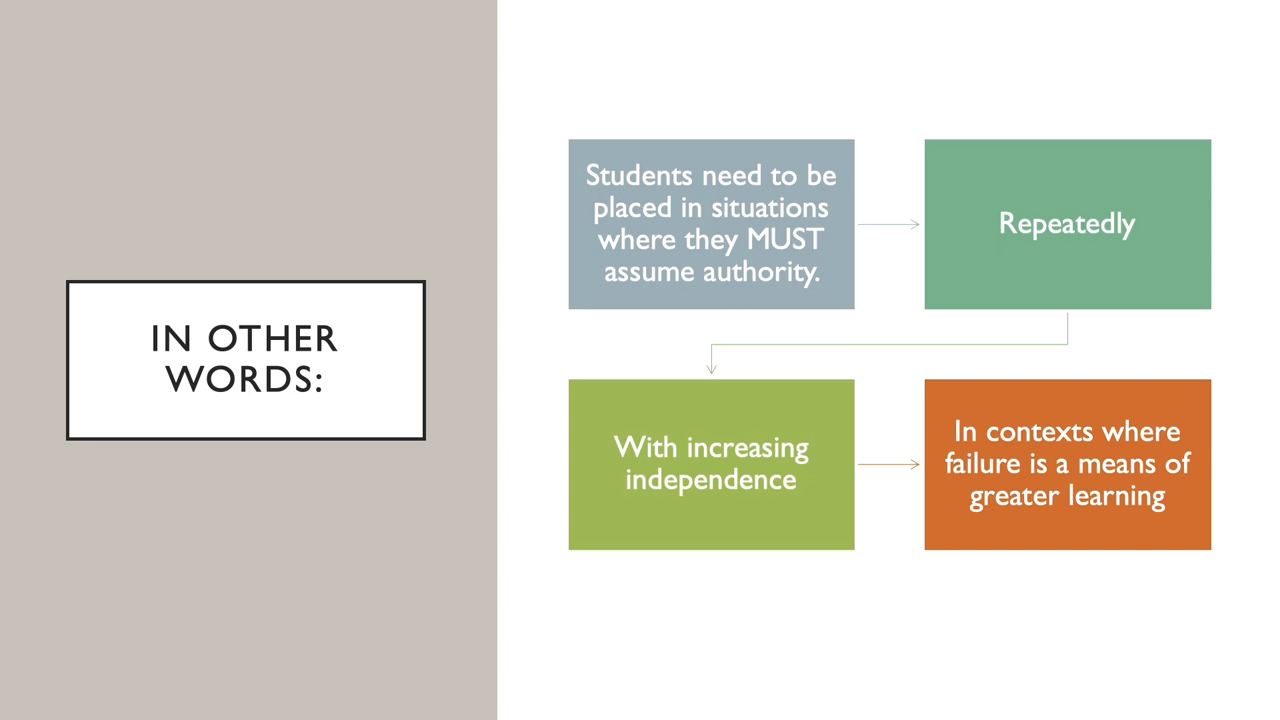 IN OTHER
WORDS:
Students need to be
placed in situations
where they MUST
assume authority.
Repeatedly
With increasing
independence
In contexts where
failure is a means of
greater learning